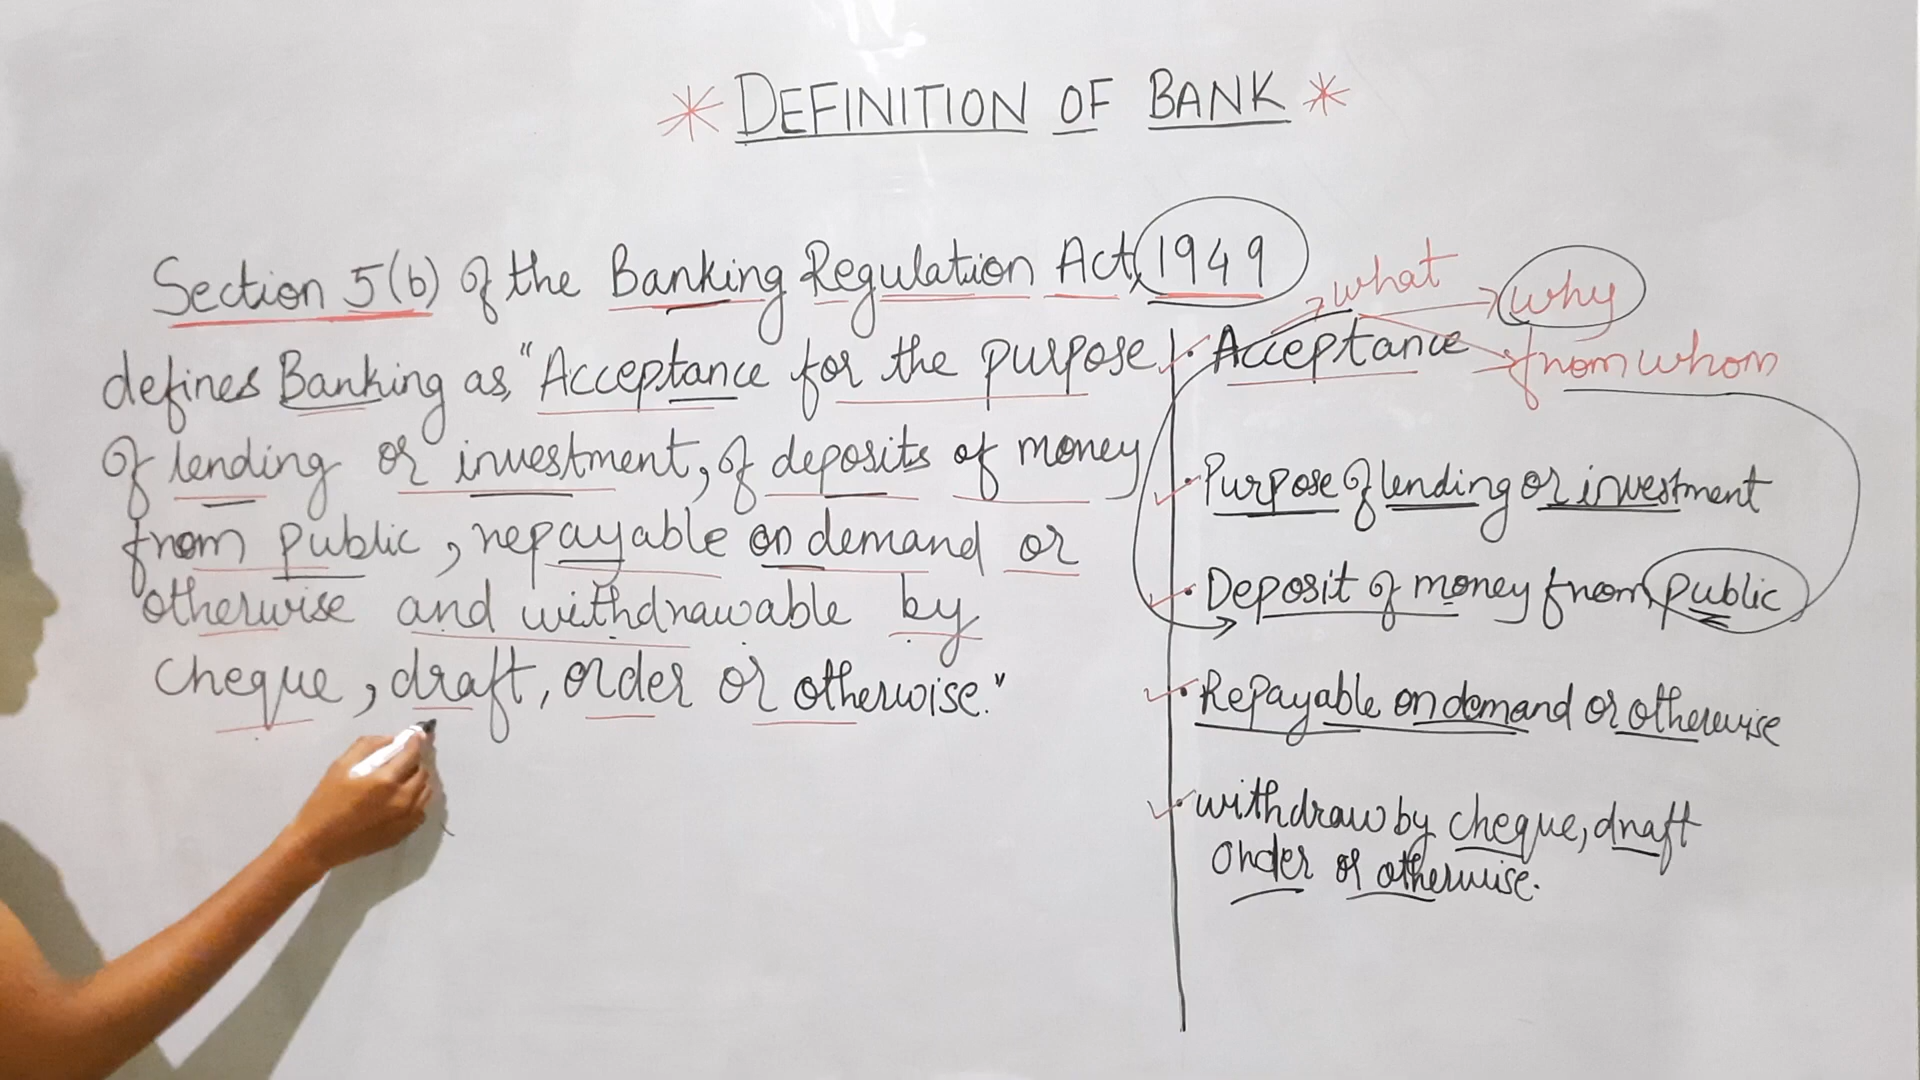 * DEFINITION OF BANK *
Section 5(b) of the Banking Regulation Act, 1949
defines Banking as, "Acceptance for the purpose
of lending or investment, of deposits of money
from public, repayable on demand or
otherwise and withdrawable by
cheque, draft, order or otherwise."
what
why
• Acceptance
from whom
• Purpose of lending or investment
• Deposit of money from public
• Repayable on demand or otherwise
• withdraw by cheque, draft
order or otherwise.